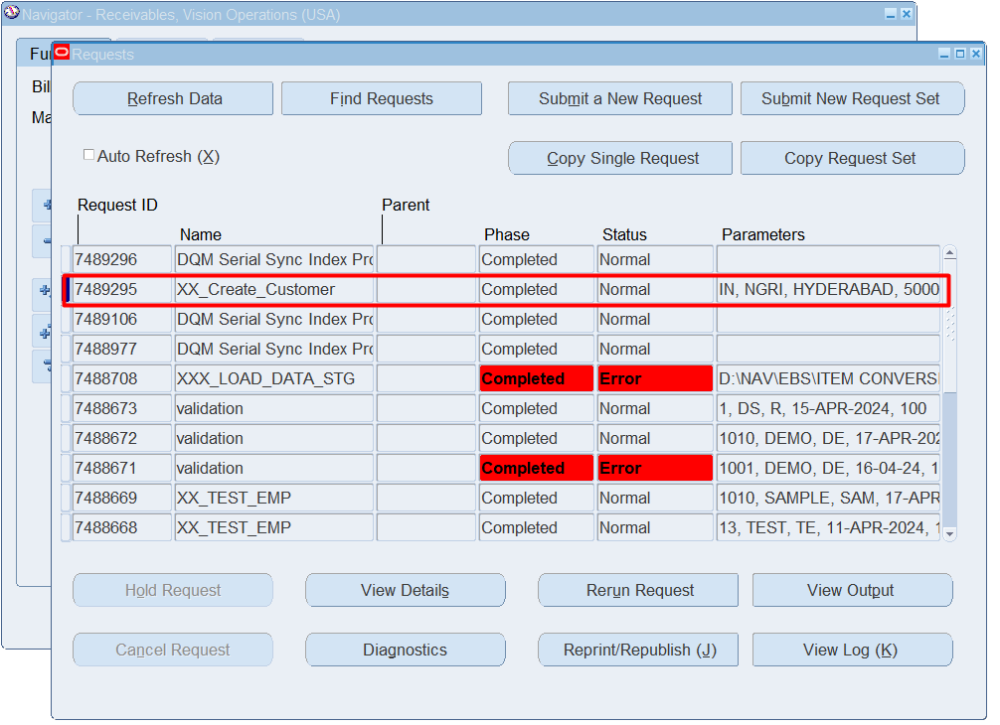 Navigator - Receivables, Vision Operations (USA)
Fu
Requests
Bil
Ma
Refresh Data Find Requests Submit a New Request Submit New Request Set
Auto Refresh (X) Copy Single Request Copy Request Set
Request ID Parent
Name Phase Status Parameters
7489296 DQM Serial Sync Index Pro Completed Normal
7489295 XX_Create_Customer Completed Normal IN, NGRI, HYDERABAD, 5000
7489106 DQM Serial Sync Index Pro Completed Normal
7488977 DQM Serial Sync Index Pro Completed Normal
7488708 XXX_LOAD_DATA_STG Completed Error D:\NAV\EBS\ITEM CONVERSI
7488673 validation Completed Normal 1, DS, R, 15-APR-2024, 100
7488672 validation Completed Normal 1010, DEMO, DE, 17-APR-202
7488671 validation Completed Error 1001, DEMO, DE, 16-04-24, 1
7488669 XX_TEST_EMP Completed Normal 1010, SAMPLE, SAM, 17-APR
7488668 XX_TEST_EMP Completed Normal 13, TEST, TE, 11-APR-2024, 1
Hold Request View Details Rerun Request View Output
Cancel Request Diagnostics Reprint/Republish (J) View Log (K)